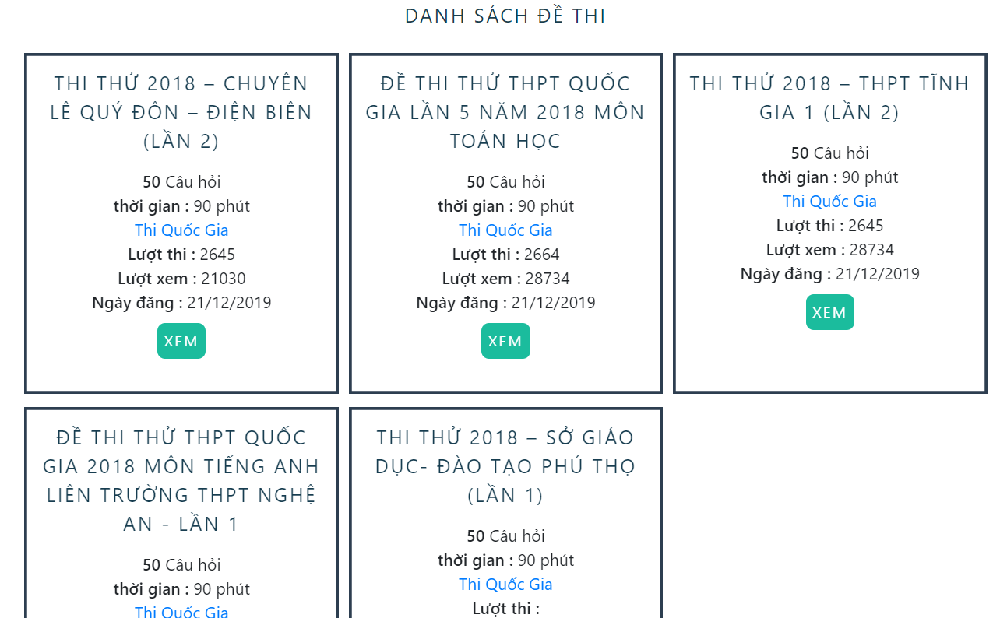 DANH SÁCH ĐỀ THI
THI THỬ 2018 – CHUYÊN
LÊ QUÝ ĐÔN – ĐIỆN BIÊN
(LẦN 2)
50 Câu hỏi
thời gian : 90 phút
Thi Quốc Gia
Lượt thi : 2645
Lượt xem : 21030
Ngày đăng : 21/12/2019
XEM
ĐỀ THI THỬ THPT QUỐC
GIA LẦN 5 NĂM 2018 MÔN
TOÁN HỌC
50 Câu hỏi
thời gian : 90 phút
Thi Quốc Gia
Lượt thi : 2664
Lượt xem : 28734
Ngày đăng : 21/12/2019
XEM
THI THỬ 2018 – THPT TĨNH
GIA 1 (LẦN 2)
50 Câu hỏi
thời gian : 90 phút
Thi Quốc Gia
Lượt thi : 2645
Lượt xem : 28734
Ngày đăng : 21/12/2019
XEM
ĐỀ THI THỬ THPT QUỐC
GIA 2018 MÔN TIẾNG ANH
LIÊN TRƯỜNG THPT NGHỆ
AN - LẦN 1
50 Câu hỏi
thời gian : 90 phút
Thi Quốc Gia
THI THỬ 2018 – SỞ GIÁO
DỤC- ĐÀO TẠO PHÚ THỌ
(LẦN 1)
50 Câu hỏi
thời gian : 90 phút
Thi Quốc Gia
Lượt thi :